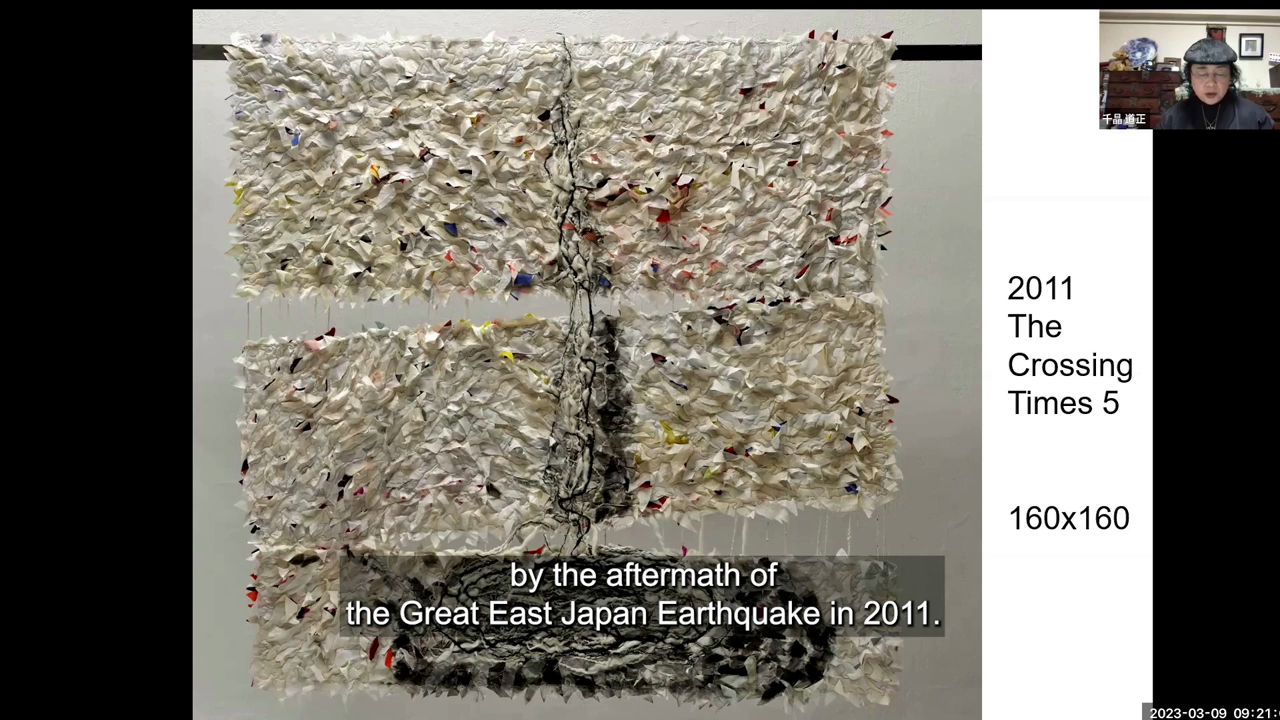 千晶 道正
2011
The
Crossing
Times 5
160x160
by the aftermath of
the Great East Japan Earthquake in 2011.
2023-03-09 09:21: